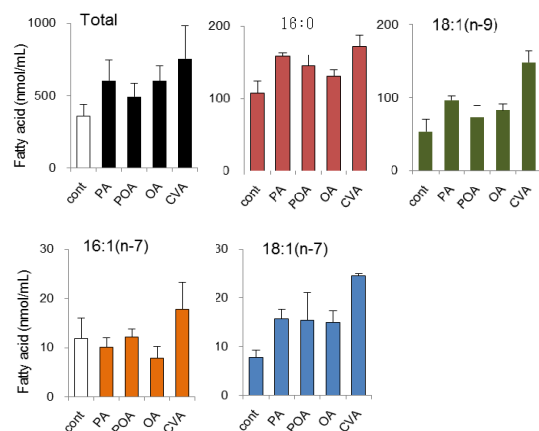 Total
Fatty acid (nmol/mL)
1000
500
0
cont
PA
POA
OA
CVA
16:0
200
100
0
cont
PA
POA
OA
CVA
18:1(n-9)
200
100
0
cont
PA
POA
OA
CVA
16:1(n-7)
Fatty acid (nmol/mL)
30
20
10
0
cont
PA
POA
OA
CVA
18:1(n-7)
30
20
10
0
cont
PA
POA
OA
CVA